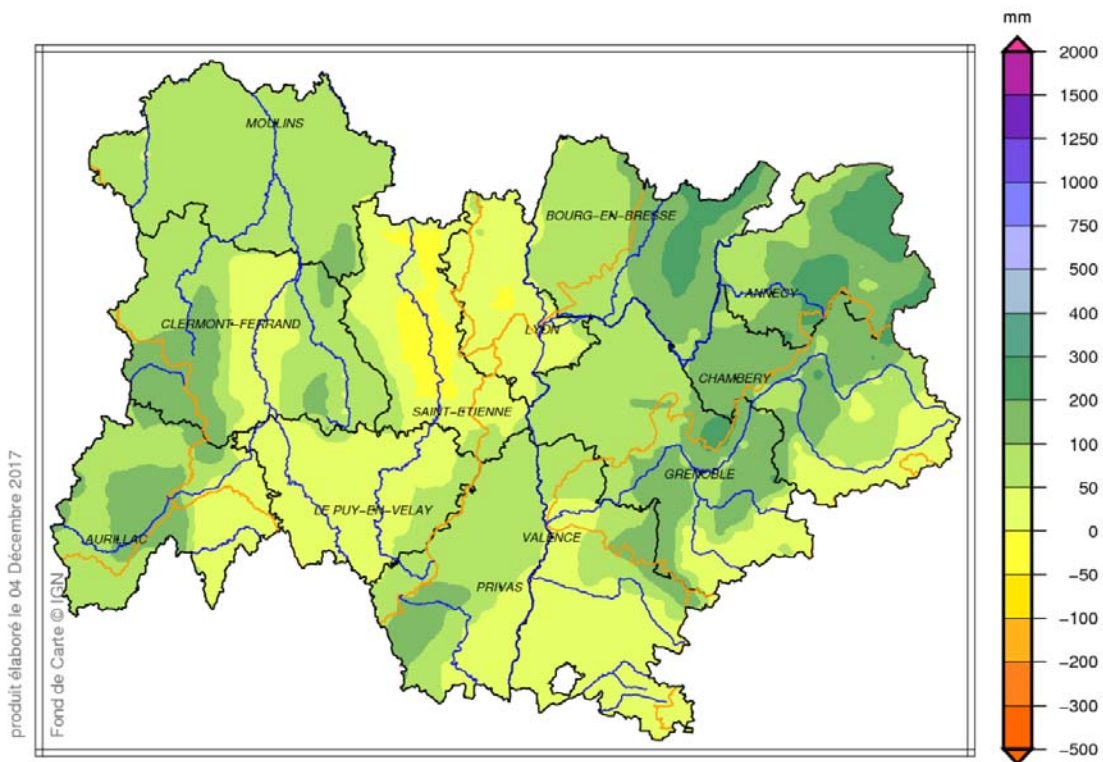 mm
2000
1500
1250
1000
750
500
400
300
200
100
50
0
−50
−100
−200
−300
−500
MOULINS
BOURG−EN−BRESSE
ANNECY
CLERMONT−FERRAND
LYON
CHAMBERY
SAINT−ETIENNE
GRENOBLE
LE PUY−EN−VELAY
AURILLAC
VALENCE
PRIVAS
produit élaboré le 04 Décembre 2017
Fond de Carte © IGN